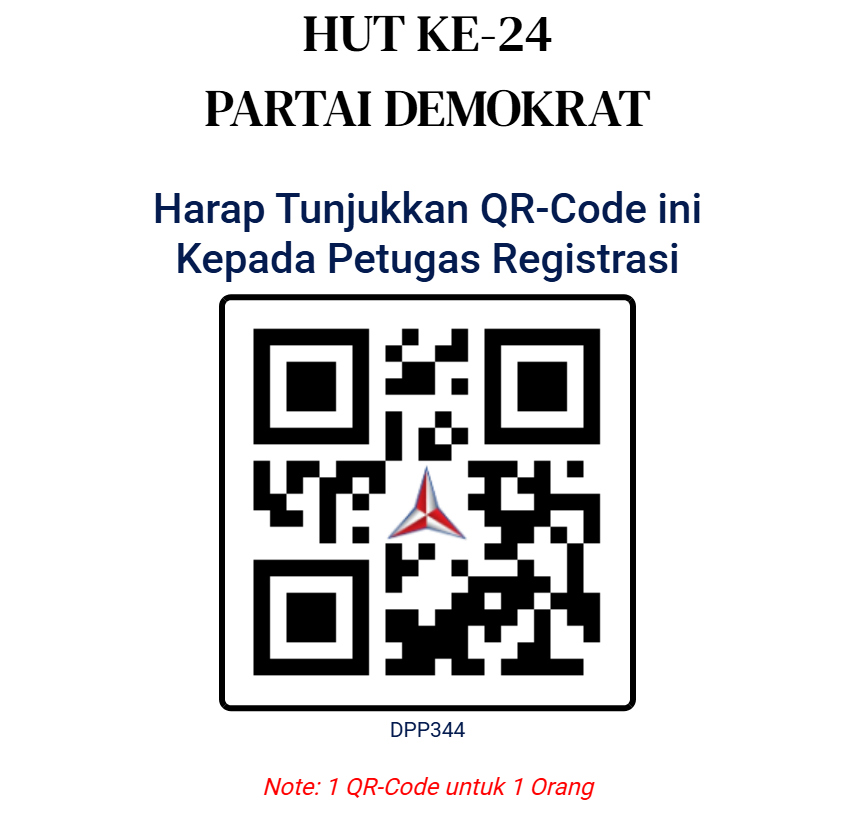 HUT KE-24
PARTAI DEMOKRAT
Harap Tunjukkan QR-Code ini
Kepada Petugas Registrasi
DPP344
Note: 1 QR-Code untuk 1 Orang